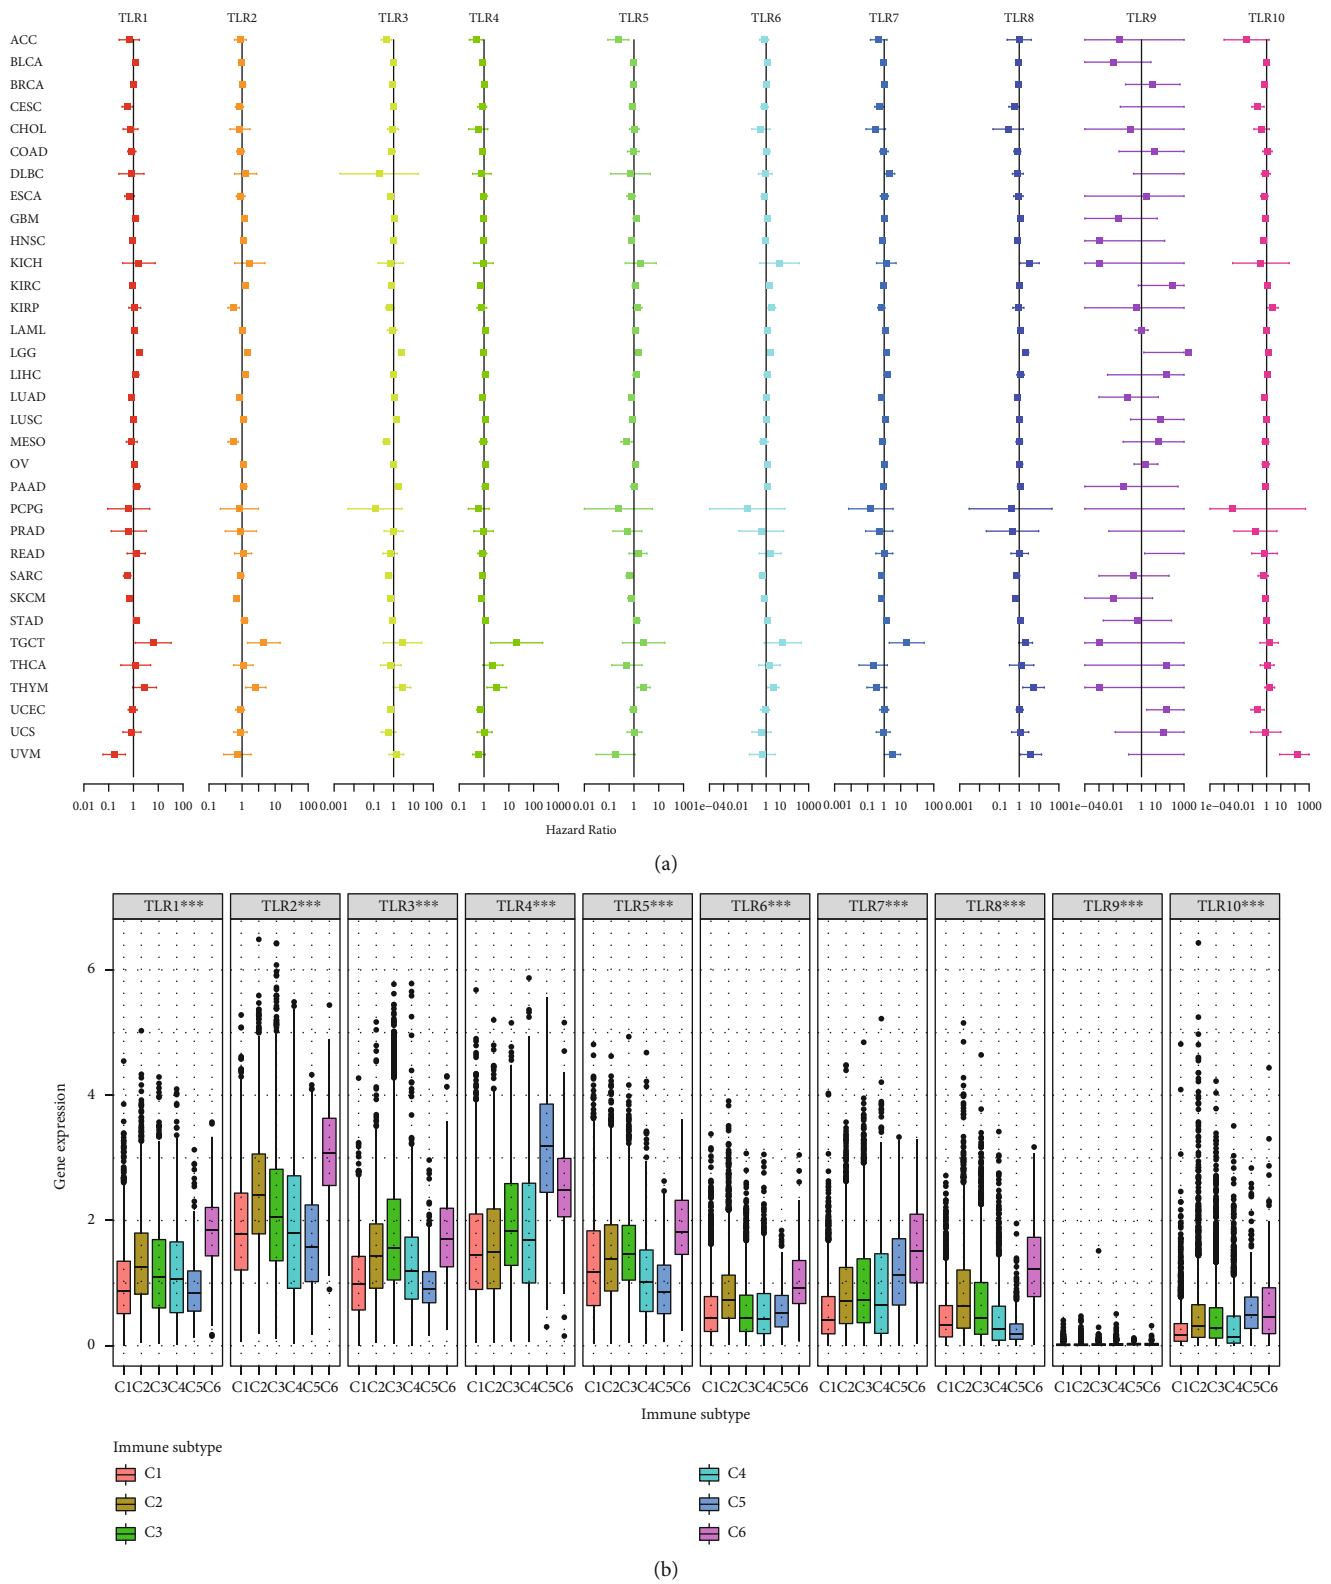 TLR1 TLR2 TLR3 TLR4 TLR5 TLR6 TLR7 TLR8 TLR9 TLR10
ACC
BLCA
BRCA
CESC
CHOL
COAD
DLBC
ESCA
GBM
HNSC
KICH
KIRC
KIRP
LAML
LGG
LIHC
LUAD
LUSC
MESO
OV
PAAD
PCPG
PRAD
READ
SARC
SKCM
STAD
TGCT
THCA
THYM
UCEC
UCS
UVM
0.01 0.1 1 10 100 0.1 1 10 100 0.001 0.1 1 10 100 0.1 1 10 100 1000 0.01 0.1 1 10 100 1e−04 0.01 1 10 1000 0.001 0.1 1 10 100 0.001 0.1 1 10 100 1e−04 0.01 1 10 1000 1e−04 0.01 1 10 1000
Hazard Ratio
(a)
TLR1*** TLR2*** TLR3*** TLR4*** TLR5*** TLR6*** TLR7*** TLR8*** TLR9*** TLR10***
6
4
2
0
Gene expression
C1C2C3C4C5C6 C1C2C3C4C5C6 C1C2C3C4C5C6 C1C2C3C4C5C6 C1C2C3C4C5C6 C1C2C3C4C5C6 C1C2C3C4C5C6 C1C2C3C4C5C6 C1C2C3C4C5C6 C1C2C3C4C5C6
Immune subtype
Immune subtype
C1 C4
C2 C5
C3 C6
(b)